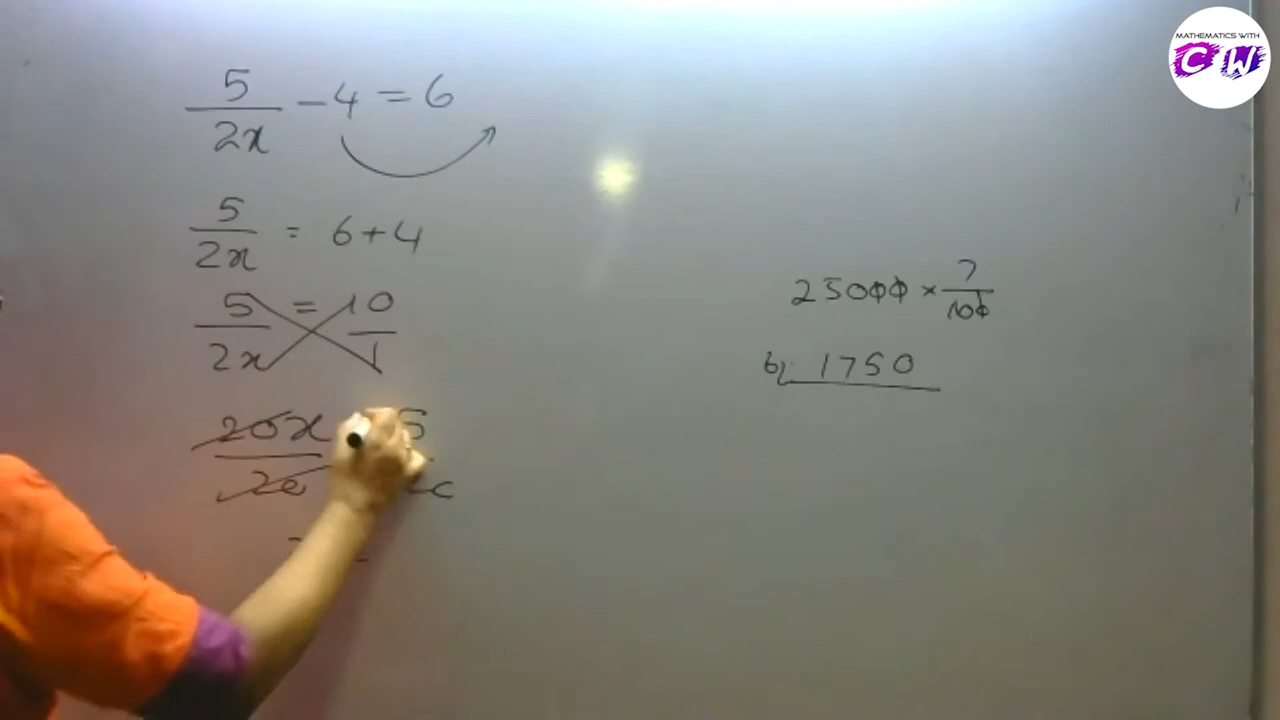 MATHEMATICS WITH
CW
5/2x - 4 = 6
5/2x = 6 + 4
5/2x = 10/1
20x 5
20
25000 × 7/100
1750